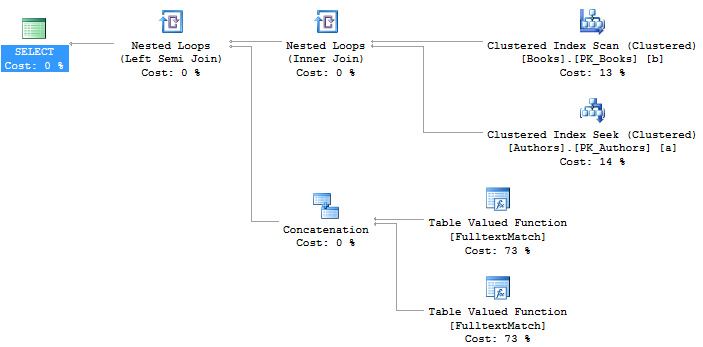 SELECT
Cost: 0 %
Nested Loops
(Left Semi Join)
Cost: 0 %
Nested Loops
(Inner Join)
Cost: 0 %
Clustered Index Scan (Clustered)
[Books].[PK_Books] [b]
Cost: 13 %
Clustered Index Seek (Clustered)
[Authors].[PK_Authors] [a]
Cost: 14 %
Concatenation
Cost: 0 %
Table Valued Function
[FulltextMatch]
Cost: 73 %
Table Valued Function
[FulltextMatch]
Cost: 73 %